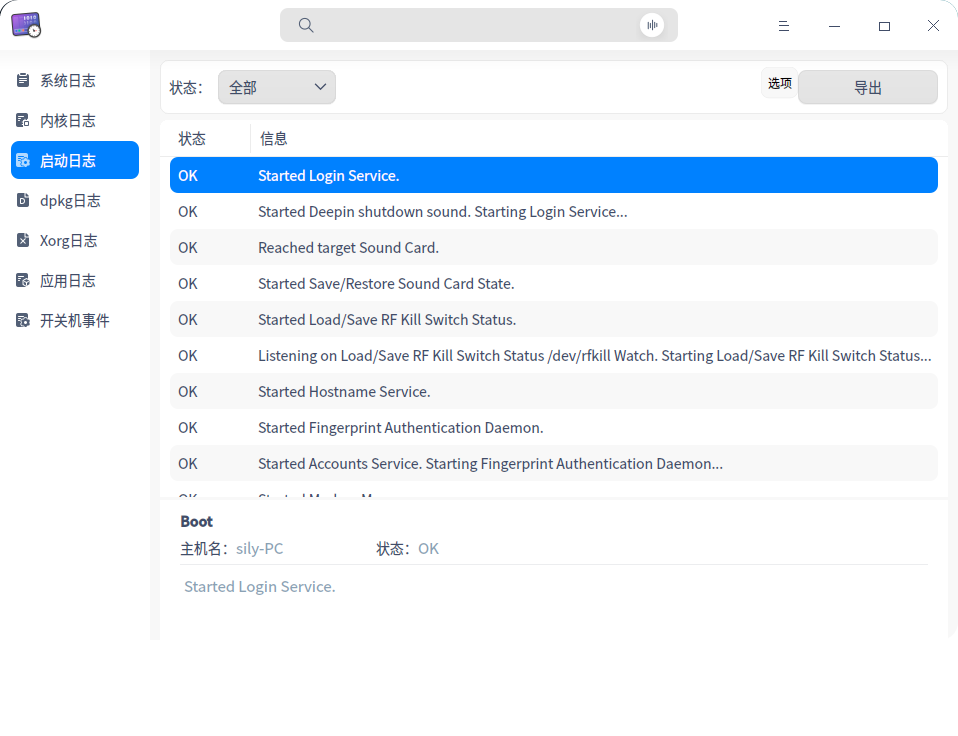 系统日志
内核日志
启动日志
dpkg日志
Xorg日志
应用日志
开关机事件
状态： 全部 选项 导出
状态 信息
OK Started Login Service.
OK Started Deepin shutdown sound. Starting Login Service...
OK Reached target Sound Card.
OK Started Save/Restore Sound Card State.
OK Started Load/Save RF Kill Switch Status.
OK Listening on Load/Save RF Kill Switch Status /dev/rfkill Watch. Starting Load/Save RF Kill Switch Status...
OK Started Hostname Service.
OK Started Fingerprint Authentication Daemon.
OK Started Accounts Service. Starting Fingerprint Authentication Daemon...
Boot
主机名： sily-PC 状态： OK
Started Login Service.